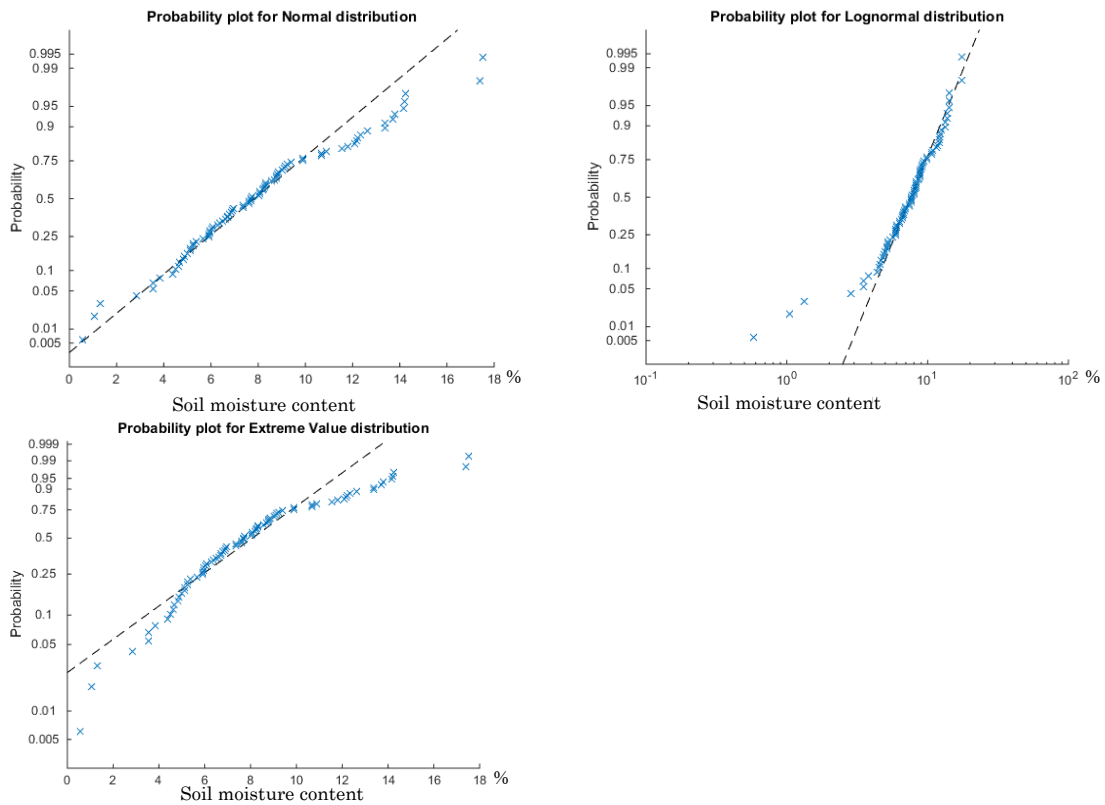 Probability plot for Normal distribution
0.995
0.99
0.95
0.9
0.75
0.5
0.25
0.1
0.05
0.01
0.005
Probability
0 2 4 6 8 10 12 14 16 18 %
Soil moisture content
Probability plot for Lognormal distribution
0.995
0.99
0.95
0.9
0.75
0.5
0.25
0.1
0.05
0.01
0.005
Probability
10^-1 10^0 10^1 10^2 %
Soil moisture content
Probability plot for Extreme Value distribution
0.999
0.99
0.95
0.9
0.75
0.5
0.25
0.1
0.05
0.01
0.005
Probability
0 2 4 6 8 10 12 14 16 18 %
Soil moisture content